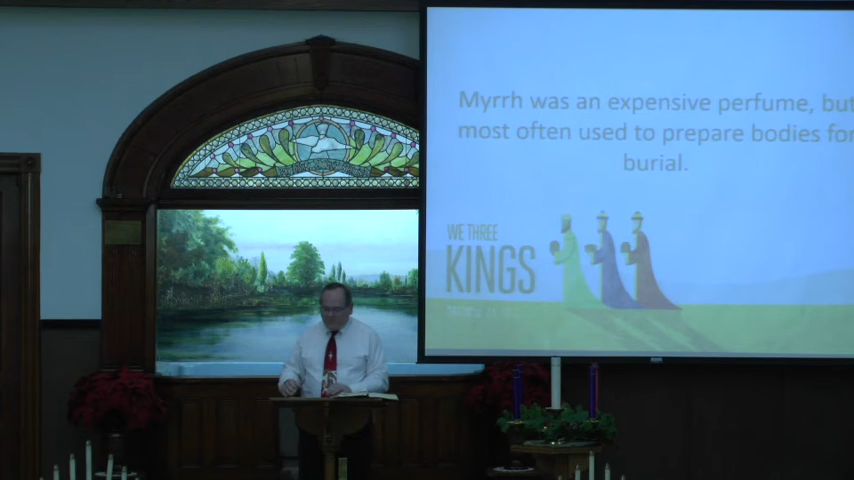 Myrrh was an expensive perfume, but
most often used to prepare bodies for
burial.
WE THREE
KINGS